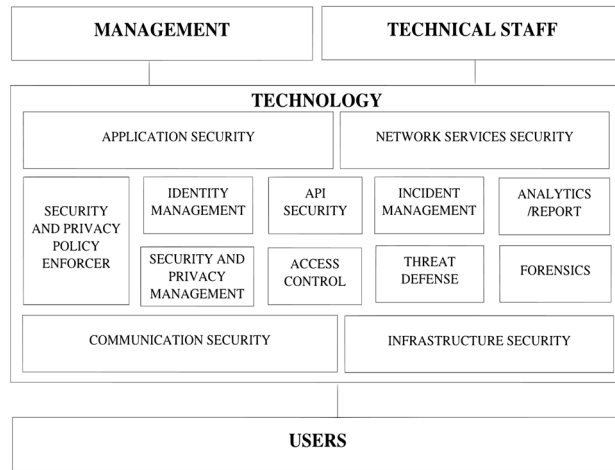 MANAGEMENT
TECHNICAL STAFF
TECHNOLOGY
APPLICATION SECURITY
NETWORK SERVICES SECURITY
SECURITY
AND PRIVACY
POLICY
ENFORCER
IDENTITY
MANAGEMENT
API
SECURITY
INCIDENT
MANAGEMENT
ANALYTICS
/REPORT
SECURITY AND
PRIVACY
MANAGEMENT
ACCESS
CONTROL
THREAT
DEFENSE
FORENSICS
COMMUNICATION SECURITY
INFRASTRUCTURE SECURITY
USERS